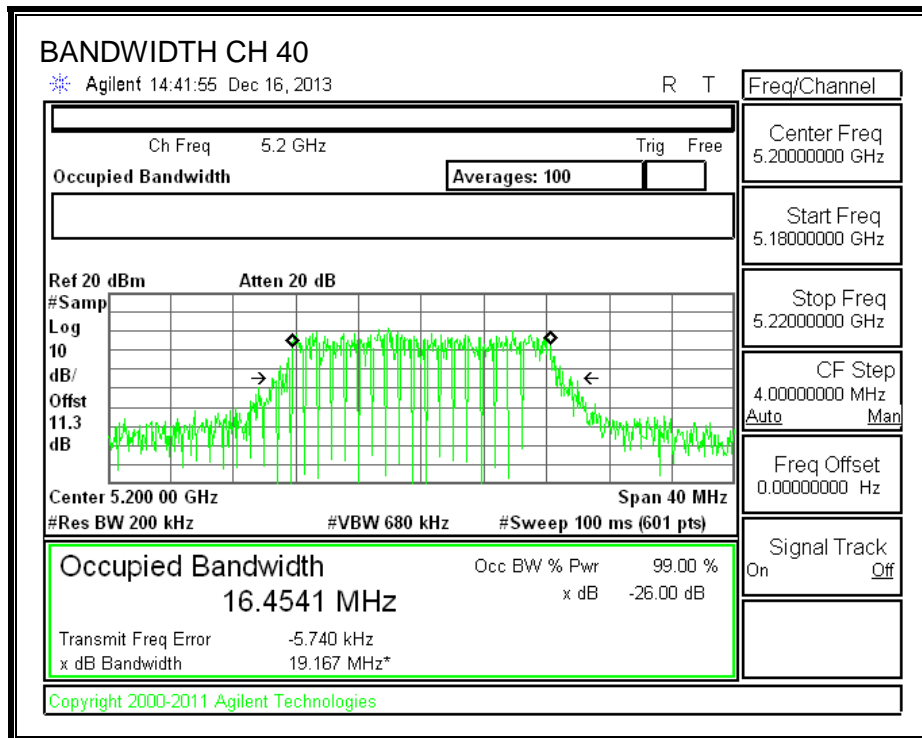 BANDWIDTH CH 40
Agilent 14:41:55 Dec 16, 2013 R T
Ch Freq 5.2 GHz Trig Free
Occupied Bandwidth Averages: 100
Ref 20 dBm Atten 20 dB
#Samp
Log
10
dB/
Offst
11.3
dB
Center 5.200 00 GHz Span 40 MHz
#Res BW 200 kHz #VBW 680 kHz #Sweep 100 ms (601 pts)
Occupied Bandwidth Occ BW % Pwr 99.00 %
16.4541 MHz x dB -26.00 dB
Transmit Freq Error -5.740 kHz
x dB Bandwidth 19.167 MHz*
Copyright 2000-2011 Agilent Technologies
Freq/Channel
Center Freq
5.20000000 GHz
Start Freq
5.18000000 GHz
Stop Freq
5.22000000 GHz
CF Step
4.00000000 MHz
Auto Man
Freq Offset
0.00000000 Hz
Signal Track
On Off